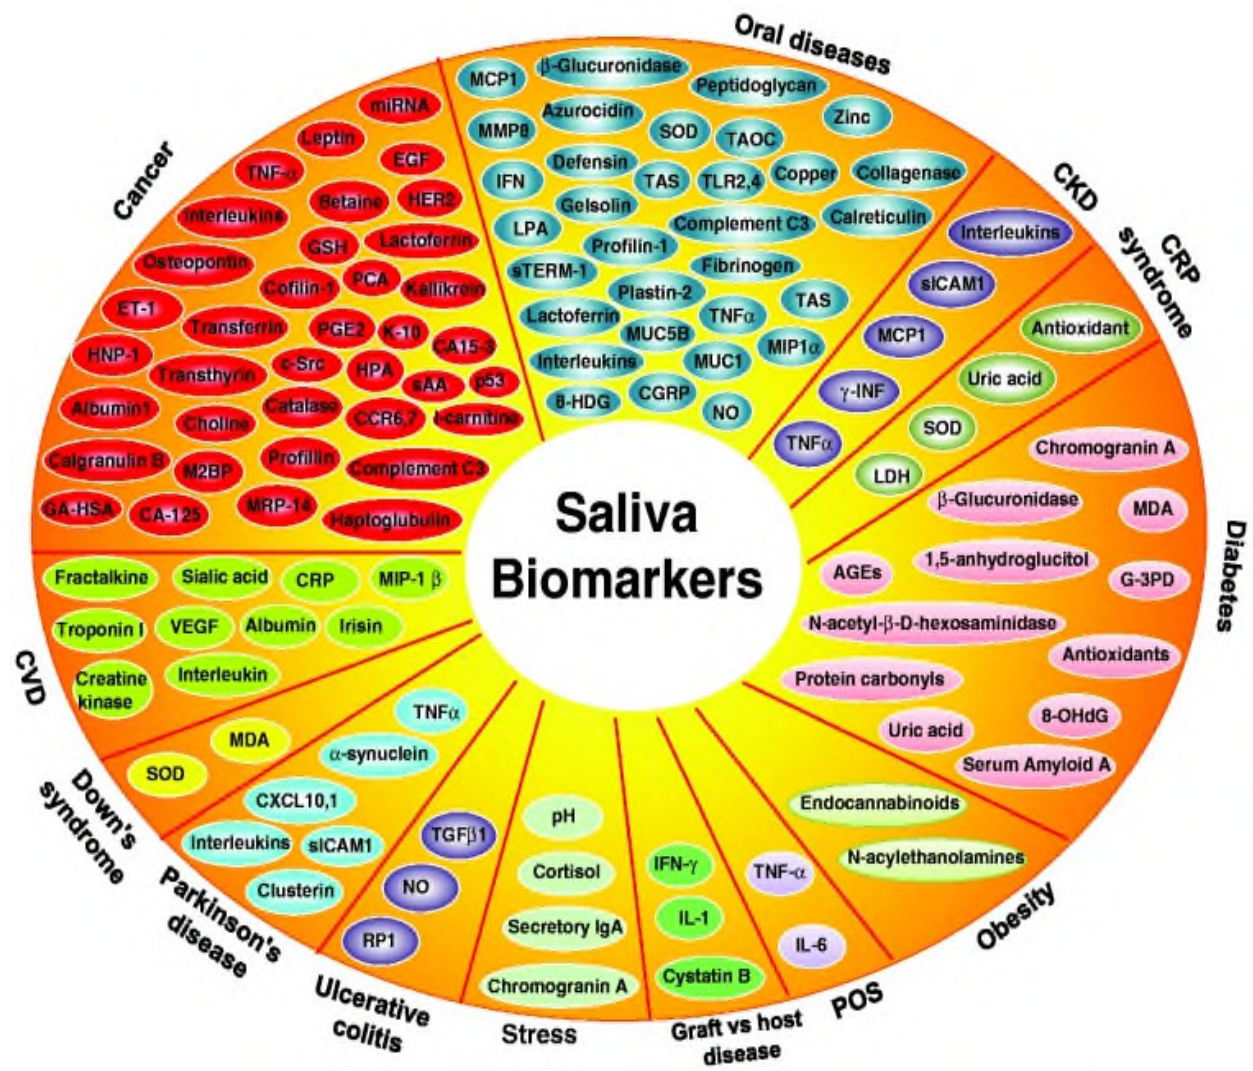 Oral diseases
MCP1
β-Glucuronidase
Peptidoglycan
Zinc
MMP8
Azurocidin
SOD
TAOC
IFN
Defensin
TAS
TLR2,4
Copper
Collagenase
Gelsolin
LPA
Complement C3
Calreticulin
Profilin-1
sTERM-1
Fibrinogen
Plastin-2
TAS
Lactoferrin
TNFα
MUC5B
MIP1α
Interleukins
MUC1
8-HDG
CGRP
NO
CKD
Interleukins
sICAM1
MCP1
γ-INF
TNFα
CRP
syndrome
Antioxidant
Uric acid
SOD
LDH
Diabetes
Chromogranin A
β-Glucuronidase
MDA
1,5-anhydroglucitol
AGEs
G-3PD
N-acetyl-β-D-hexosaminidase
Antioxidants
Protein carbonyls
8-OHdG
Uric acid
Serum Amyloid A
Obesity
Endocannabinoids
N-acylethanolamines
POS
TNF-α
IL-6
Graft vs host
disease
IFN-γ
IL-1
Cystatin B
Stress
pH
Cortisol
Secretory IgA
Chromogranin A
Ulcerative
colitis
TGFβ1
NO
RP1
Parkinson's
disease
TNFα
α-synuclein
CXCL10,1
Interleukins
sICAM1
Clusterin
Down's
syndrome
MDA
SOD
CVD
Fractalkine
Sialic acid
CRP
MIP-1 β
Troponin I
VEGF
Albumin
Irisin
Creatine
kinase
Interleukin
Cancer
miRNA
Leptin
EGF
TNF-α
Betaine
HER2
Interleukins
GSH
Lactoferrin
Osteopontin
Cofilin-1
PCA
Kallikrein
ET-1
Transferrin
PGE2
K-10
CA15-3
HNP-1
c-Src
Transthyrin
HPA
sAA
p53
Albumin1
Catalase
Choline
CCR6,7
l-carnitine
Calgranulin B
Profillin
M2BP
Complement C3
GA-HSA
CA-125
MRP-14
Haptoglubulin
Saliva
Biomarkers